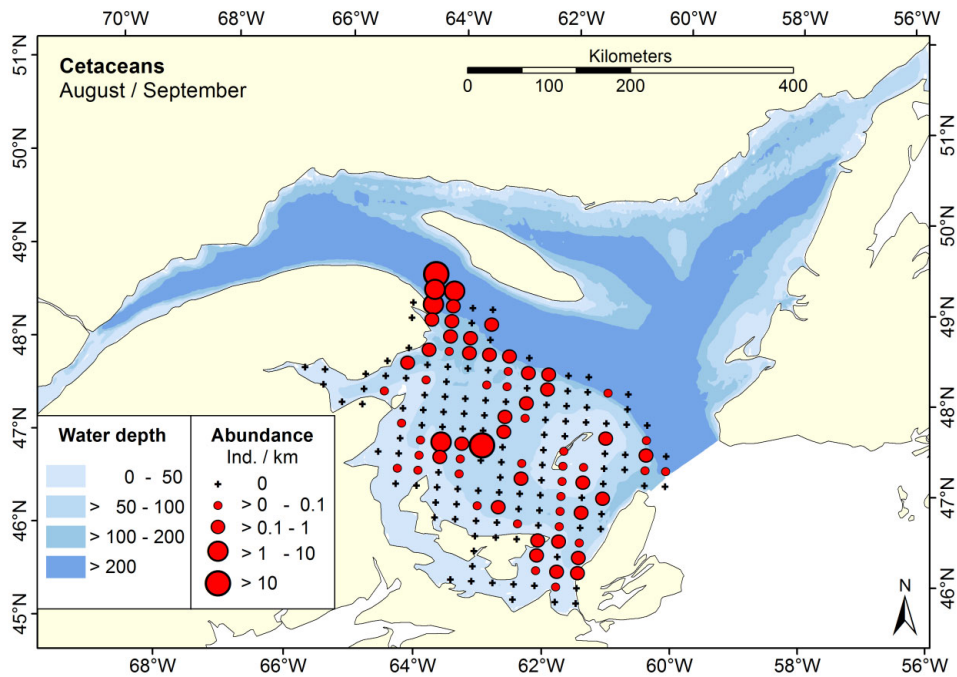 70°W 68°W 66°W 64°W 62°W 60°W 58°W 56°W
51°N
50°N
49°N
48°N
47°N
46°N
45°N
51°N
50°N
49°N
48°N
47°N
46°N
Cetaceans
August / September
Kilometers
0 100 200 400
Water depth
0 - 50
> 50 - 100
> 100 - 200
> 200
Abundance
Ind. / km
0
> 0 - 0.1
> 0.1 - 1
> 1 - 10
> 10
N
68°W 66°W 64°W 62°W 60°W 58°W 56°W